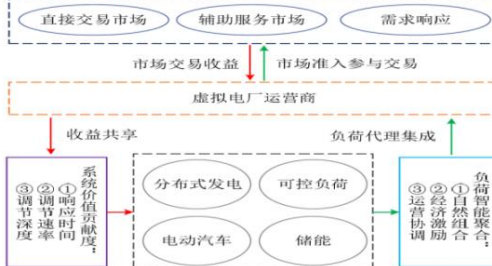 直接交易市场 辅助服务市场 需求响应
市场交易收益 市场准入参与交易
虚拟电厂运营商
收益共享 负荷代理集成
系统价值贡献度：
①响应时间
②调节速率
③调节深度
分布式发电 可控负荷
电动汽车 储能
负荷智能聚合：
①自然组合
②经济激励
③运营协调